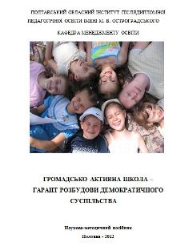 ПОЛТАВСЬКИЙ ОБЛАСНИЙ ІНСТИТУТ ПІСЛЯДИПЛОМНОЇ
ПЕДАГОГІЧНОЇ ОСВІТИ ІМЕНІ М. В. ОСТРОГРАДСЬКОГО
КАФЕДРА МЕНЕДЖМЕНТУ ОСВІТИ
ГРОМАДСЬКО-АКТИВНА ШКОЛА –
ГАРАНТ РОЗБУДОВИ ДЕМОКРАТИЧНОГО
СУСПІЛЬСТВА
Науково-методичний посібник
Полтава – 2012